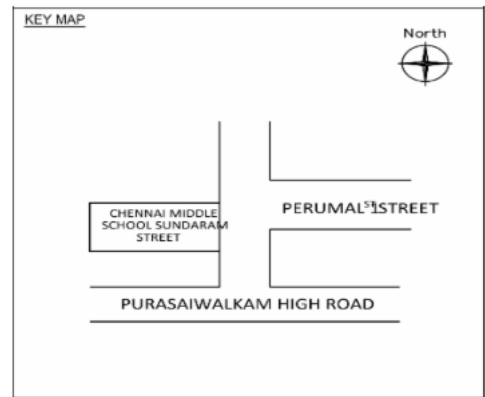 KEY MAP
North
CHENNAI MIDDLE
SCHOOL SUNDARAM
STREET
PERUMAL 1ST STREET
PURASAIWALKAM HIGH ROAD